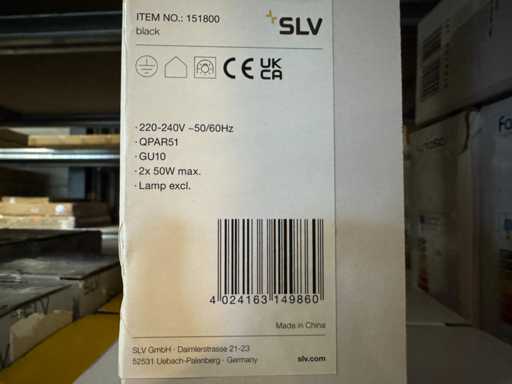 ITEM NO.: 151800
black
SLV
CE UK CA
·220-240V ~50/60Hz
·QPAR51
·GU10
·2x 50W max.
·Lamp excl.
4 024163 149860
Made in China
SLV GmbH · Daimlerstrasse 21-23
52531 Uebach-Palenberg · Germany
slv.com